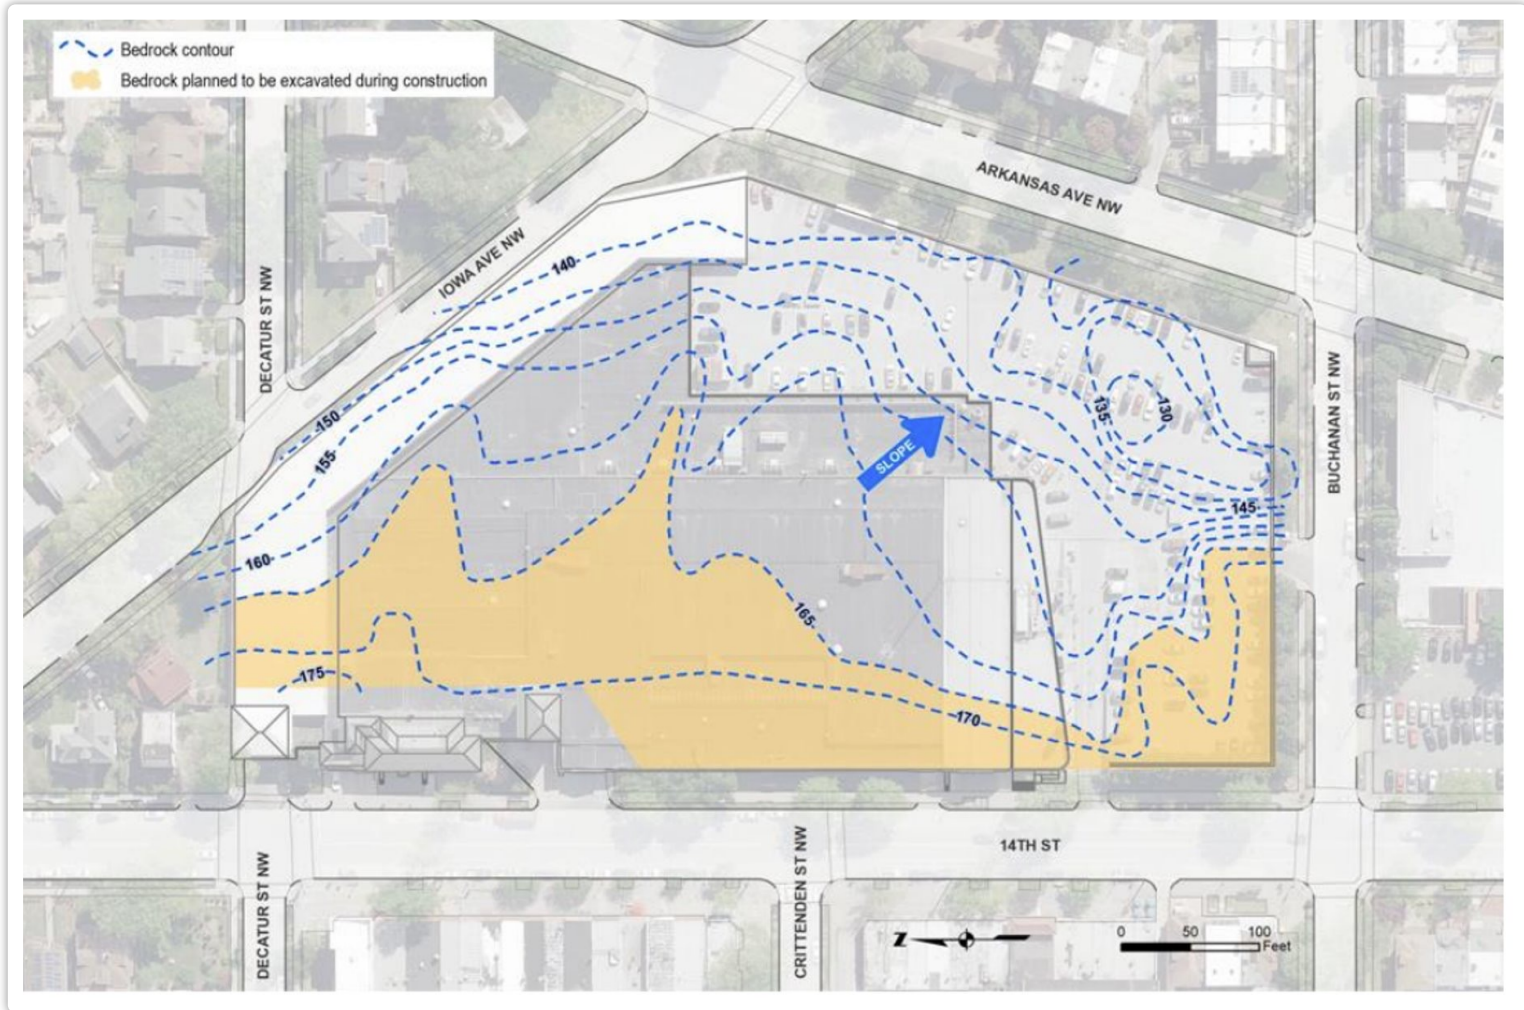 Bedrock contour
Bedrock planned to be excavated during construction
ARKANSAS AVE NW
IOWA AVE NW
DECATUR ST NW
BUCHANAN ST NW
140
150
155
160
135
130
145
SLOPE
165
175
170
14TH ST
DECATUR ST NW
CRITTENDEN ST NW
Z
0 50 100
Feet